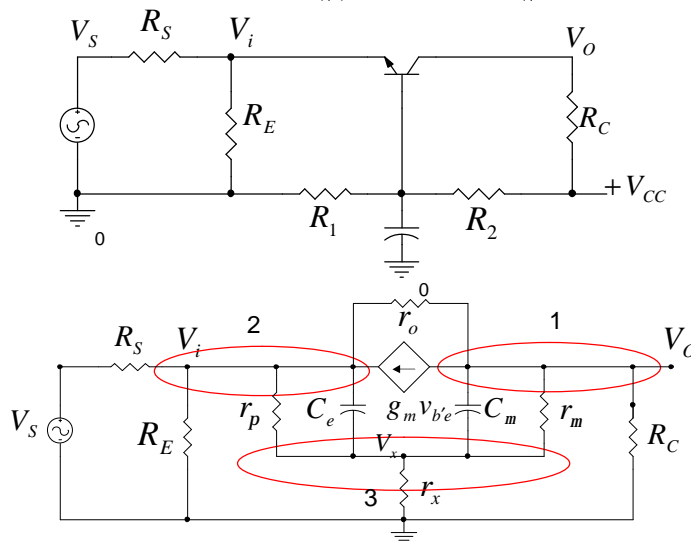 V_S R_S V_i V_O
R_E R_C
R_1 R_2 +V_CC
0
0
R_S V_i 2 r_o 1 V_O
V_S R_E r_p C_e g_m v_b'e C_m r_m R_C
V_x
3 r_x